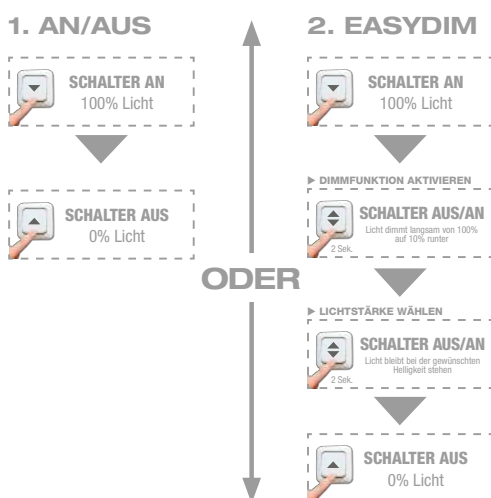 1. AN/AUS
SCHALTER AN
100% Licht
SCHALTER AUS
0% Licht
ODER
2. EASYDIM
SCHALTER AN
100% Licht
▶ DIMMFUNKTION AKTIVIEREN
SCHALTER AUS/AN
Licht dimmt langsam von 100%
auf 10% runter
2 Sek.
▶ LICHTSTÄRKE WÄHLEN
SCHALTER AUS/AN
Licht bleibt bei der gewünschten
Helligkeit stehen
2 Sek.
SCHALTER AUS
0% Licht